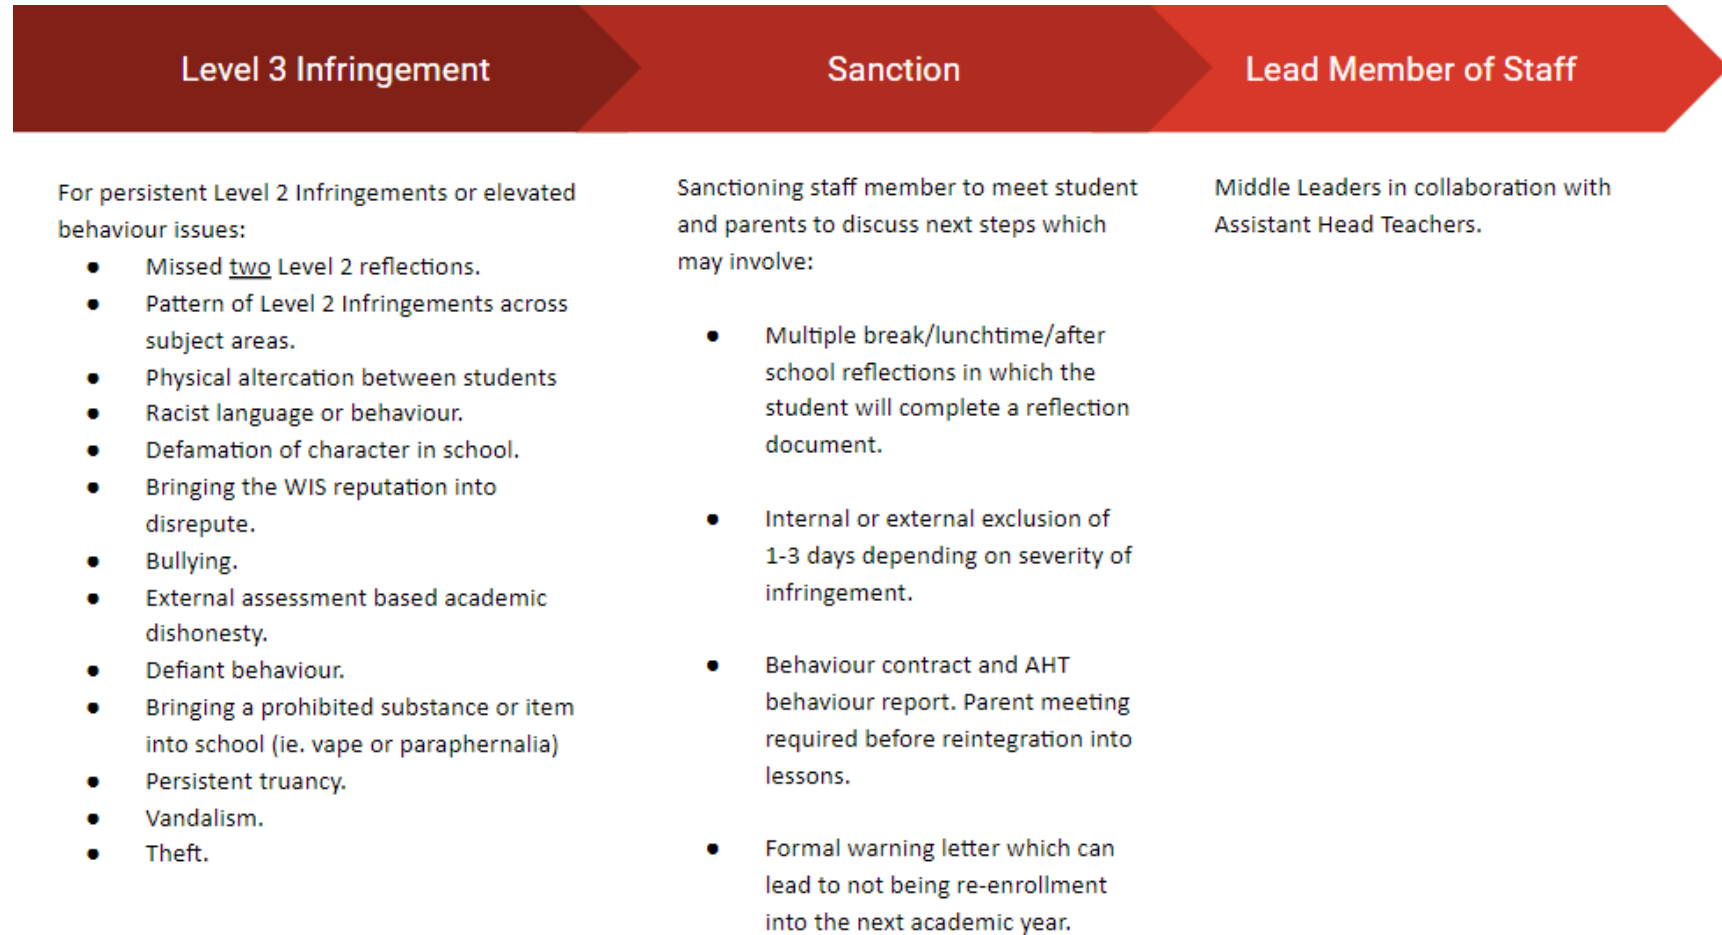 Level 3 Infringement
Sanction
Lead Member of Staff
For persistent Level 2 Infringements or elevated
behaviour issues:
● Missed two Level 2 reflections.
● Pattern of Level 2 Infringements across
subject areas.
● Physical altercation between students
● Racist language or behaviour.
● Defamation of character in school.
● Bringing the WIS reputation into
disrepute.
● Bullying.
● External assessment based academic
dishonesty.
● Defiant behaviour.
● Bringing a prohibited substance or item
into school (ie. vape or paraphernalia)
● Persistent truancy.
● Vandalism.
● Theft.
Sanctioning staff member to meet student
and parents to discuss next steps which
may involve:
● Multiple break/lunchtime/after
school reflections in which the
student will complete a reflection
document.
● Internal or external exclusion of
1-3 days depending on severity of
infringement.
● Behaviour contract and AHT
behaviour report. Parent meeting
required before reintegration into
lessons.
● Formal warning letter which can
lead to not being re-enrollment
into the next academic year.
Middle Leaders in collaboration with
Assistant Head Teachers.